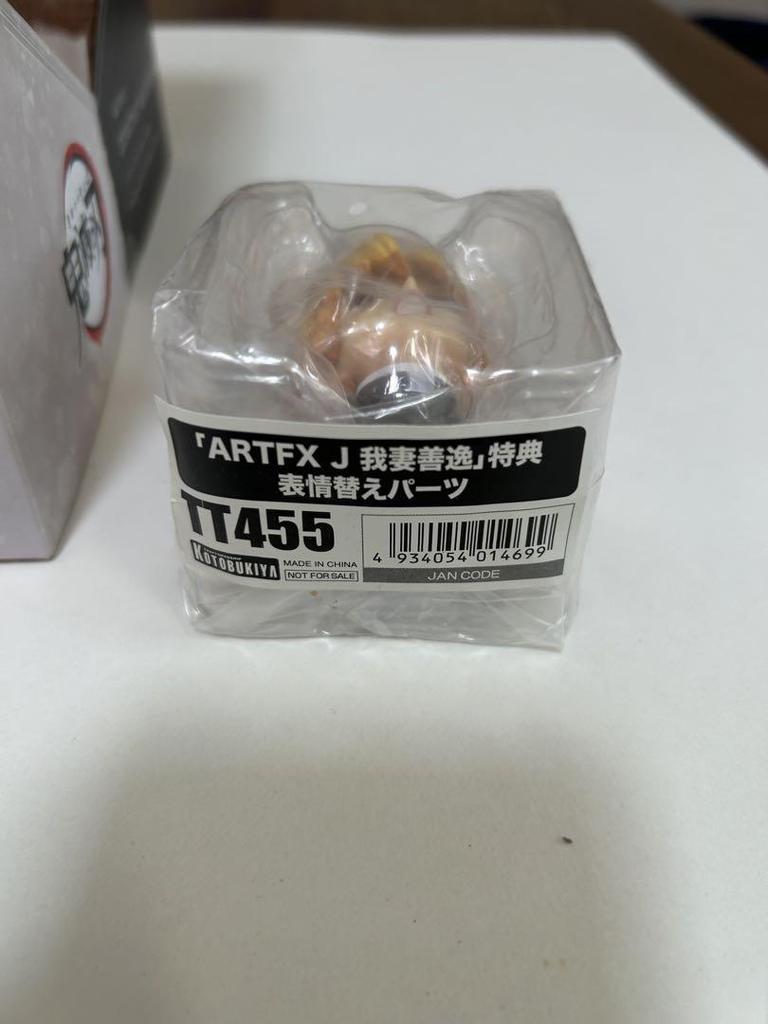 「ARTFX J 我妻善逸」特典
表情替えパーツ
TT455
KOTOBUKIYA
MADE IN CHINA
NOT FOR SALE
4 934054 014699
JAN CODE